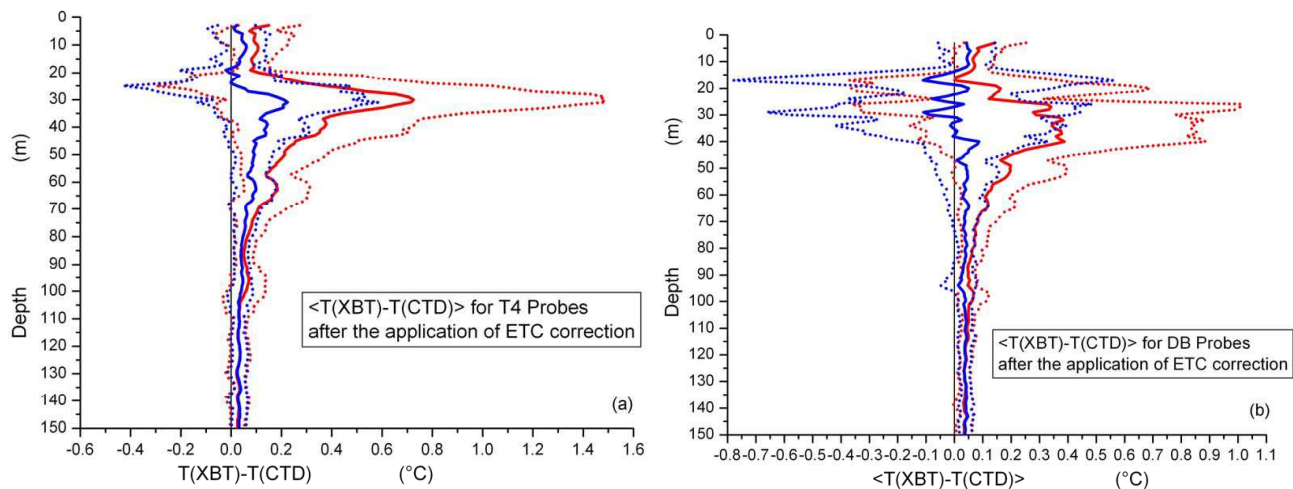 0
10
20
30
40
50
60
70
80
90
100
110
120
130
140
150
(m)
Depth
<T(XBT)-T(CTD)> for T4 Probes
after the application of ETC correction
(a)
-0.6 -0.4 -0.2 0.0 0.2 0.4 0.6 0.8 1.0 1.2 1.4 1.6
T(XBT)-T(CTD) (°C)
0
10
20
30
40
50
60
70
80
90
100
110
120
130
140
150
(m)
Depth
<T(XBT)-T(CTD)> for DB Probes
after the application of ETC correction
(b)
-0.8 -0.7 -0.6 -0.5 -0.4 -0.3 -0.2 -0.1 0.0 0.1 0.2 0.3 0.4 0.5 0.6 0.7 0.8 0.9 1.0 1.1
<T(XBT)-T(CTD)> (°C)